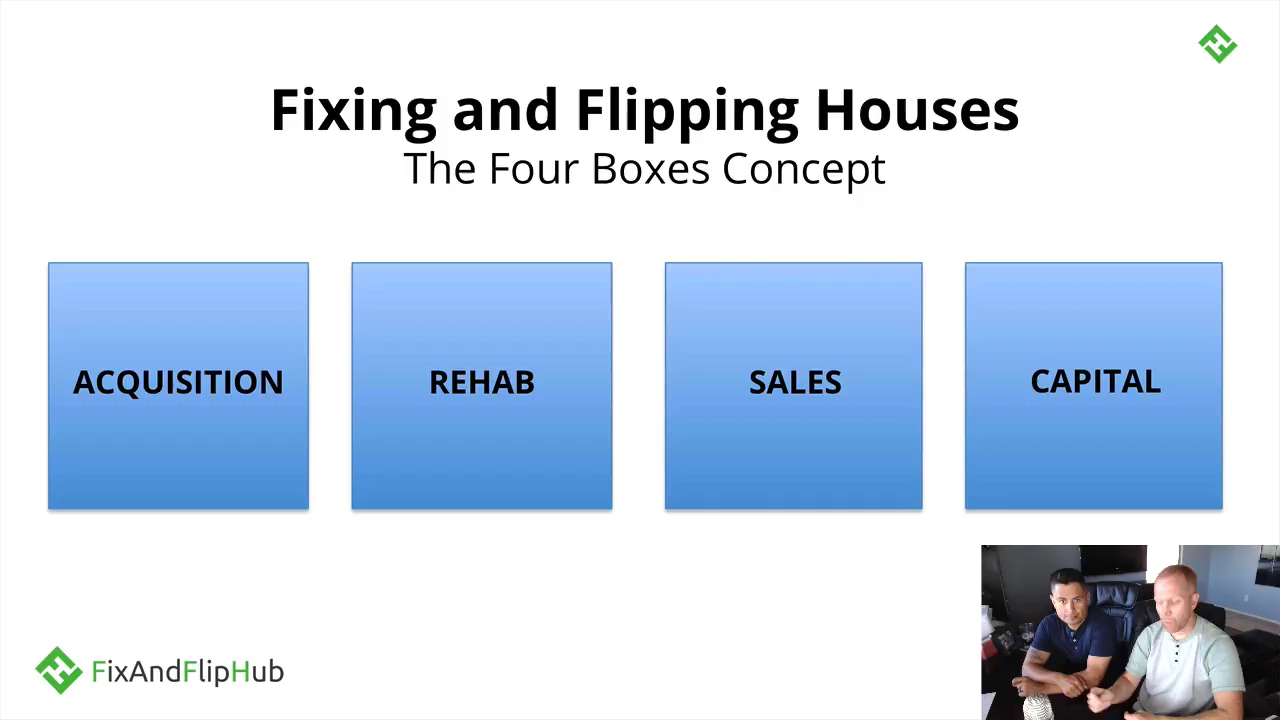 Fixing and Flipping Houses
The Four Boxes Concept
ACQUISITION
REHAB
SALES
CAPITAL
FixAndFlipHub